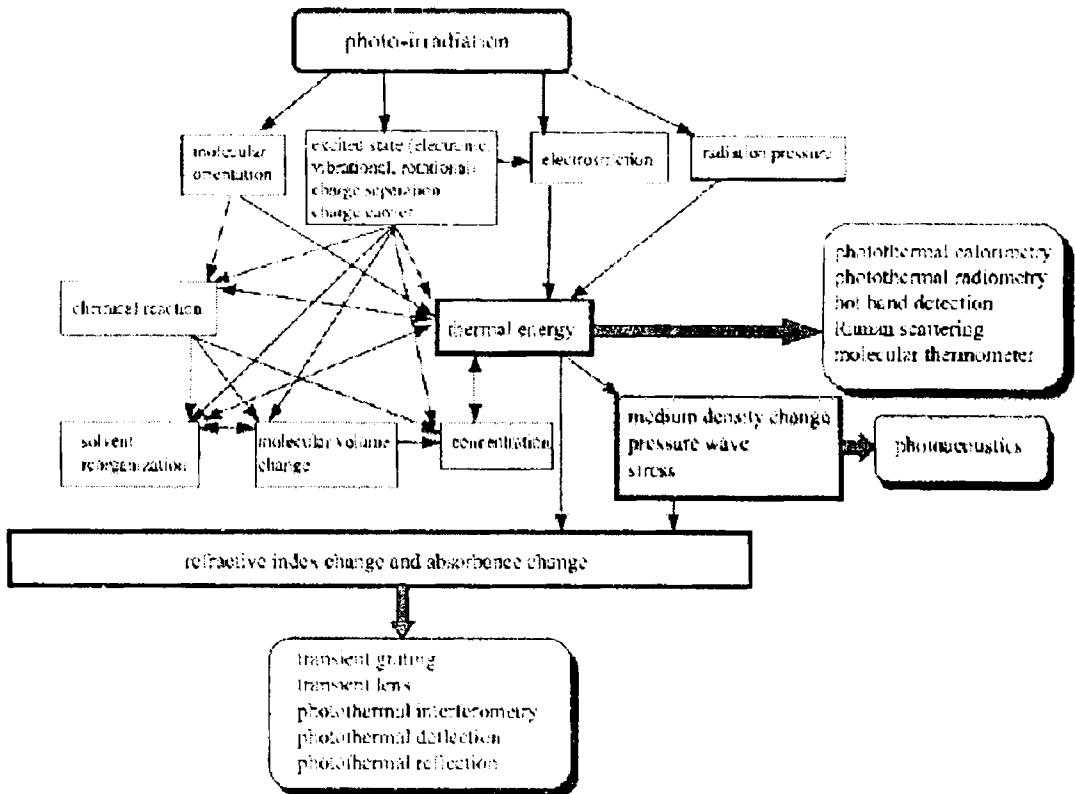 photo-irradiation
molecular
orientation
excited state (electronic,
vibrational, rotational)
charge separation
charge carrier
electrostriction
radiation pressure
photothermal calorimetry
photothermal radiometry
hot band detection
Raman scattering
molecular thermometer
chemical reaction
thermal energy
medium density change
pressure wave
stress
photoacoustics
solvent
reorganization
molecular volume
change
concentration
refractive index change and absorbance change
transient grating
transient lens
photothermal interferometry
photothermal deflection
photothermal reflection